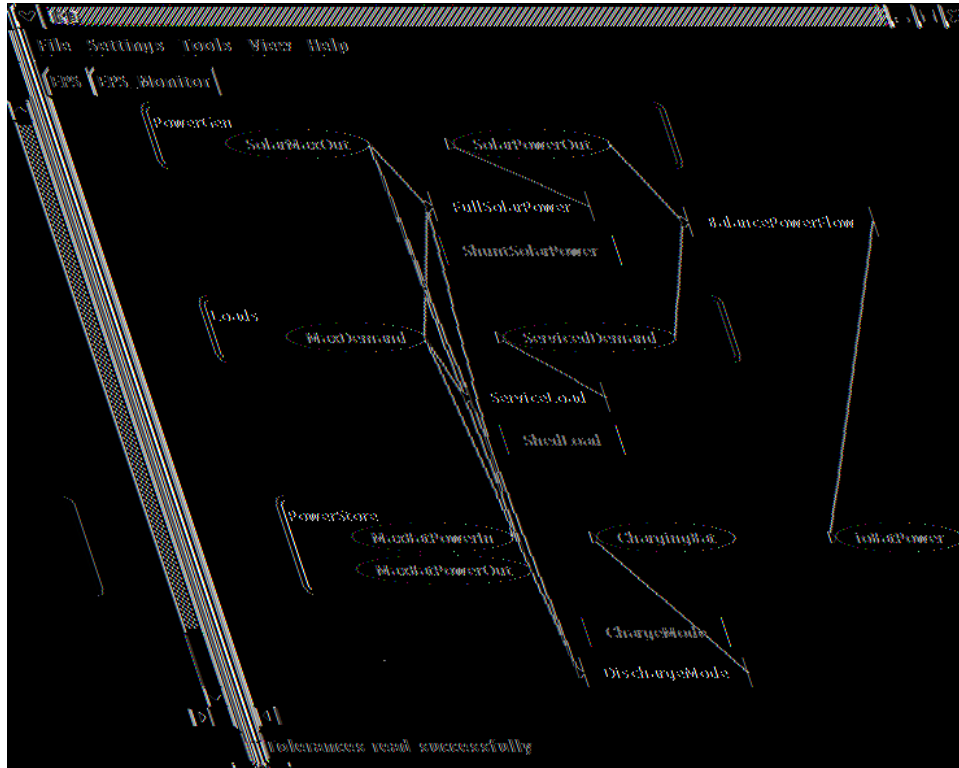 File Settings Tools View Help
EPS EPS Monitor
PowerGen
SolarMaxOut SolarPowerOut
FullSolarPower BalancePowerFlow
ShuntSolarPower
Loads
MaxDemand ServicedDemand
ServiceLoad
ShedLoad
PowerStore
MaxBatPowerIn ChargingBat toBatPower
MaxBatPowerOut
ChargeMode
DischargeMode
Tolerances read successfully